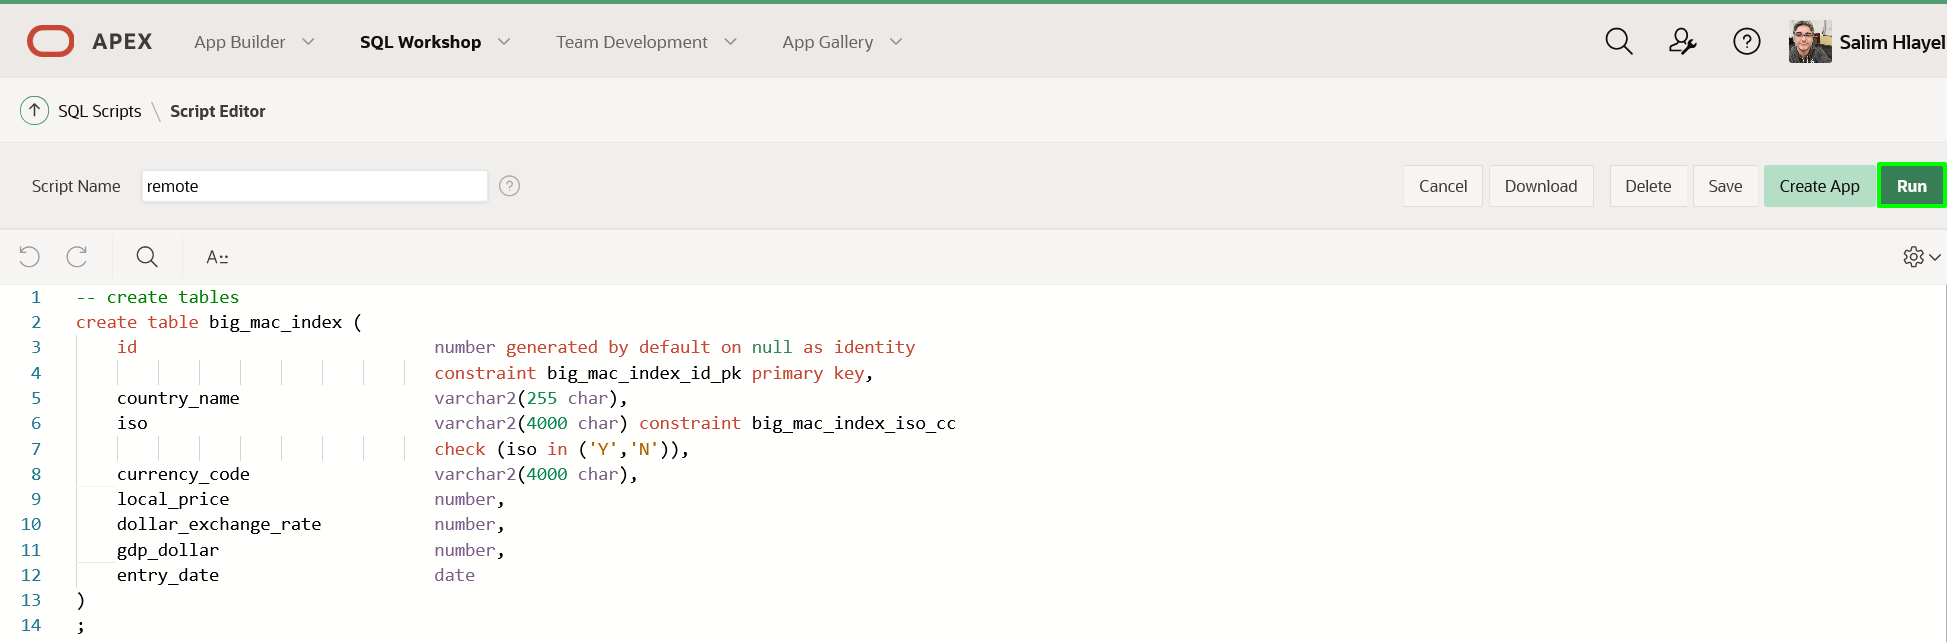 APEX App Builder SQL Workshop Team Development App Gallery Salim Hlayel
SQL Scripts \ Script Editor
Script Name remote Cancel Download Delete Save Create App Run
1 -- create tables
2 create table big_mac_index (
3 id number generated by default on null as identity
4 constraint big_mac_index_id_pk primary key,
5 country_name varchar2(255 char),
6 iso varchar2(4000 char) constraint big_mac_index_iso_cc
7 check (iso in ('Y','N')),
8 currency_code varchar2(4000 char),
9 local_price number,
10 dollar_exchange_rate number,
11 gdp_dollar number,
12 entry_date date
13 )
14 ;